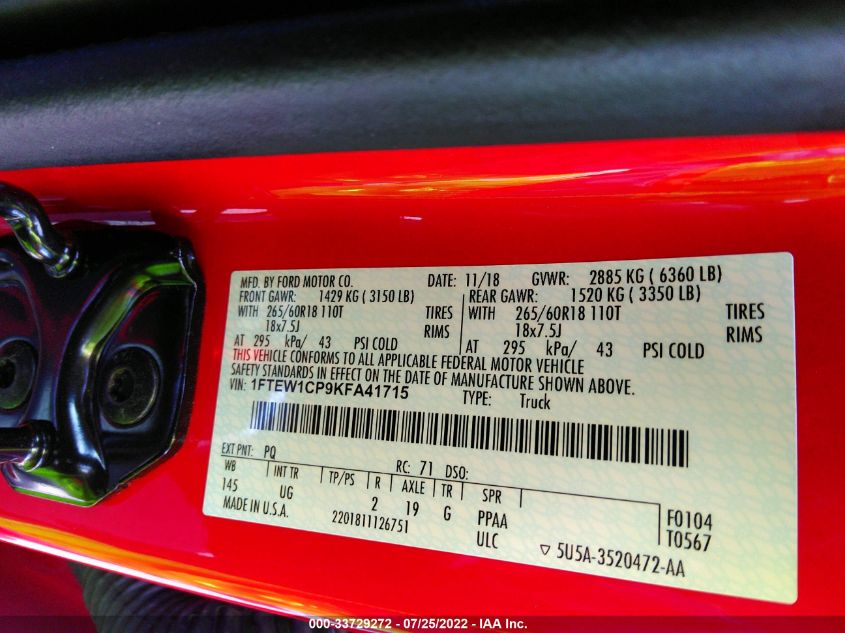 MFD. BY FORD MOTOR CO. DATE: 11/18 GVWR: 2885 KG ( 6360 LB)
FRONT GAWR: 1429 KG ( 3150 LB) REAR GAWR: 1520 KG ( 3350 LB)
WITH 265/60R18 110T TIRES WITH 265/60R18 110T TIRES
18x7.5J RIMS 18x7.5J RIMS
AT 295 kPa/ 43 PSI COLD AT 295 kPa/ 43 PSI COLD
THIS VEHICLE CONFORMS TO ALL APPLICABLE FEDERAL MOTOR VEHICLE
SAFETY STANDARDS IN EFFECT ON THE DATE OF MANUFACTURE SHOWN ABOVE.
VIN: 1FTEW1CP9KFA41715 TYPE: Truck
EXT PNT: PQ RC: 71 DSO:
WB INT TR TP/PS R AXLE TR SPR
145 UG 2 19 G PPAA F0104
MADE IN U.S.A. 2201811126751 ULC T0567
5U5A-3520472-AA
000-33729272 - 07/25/2022 - IAA Inc.